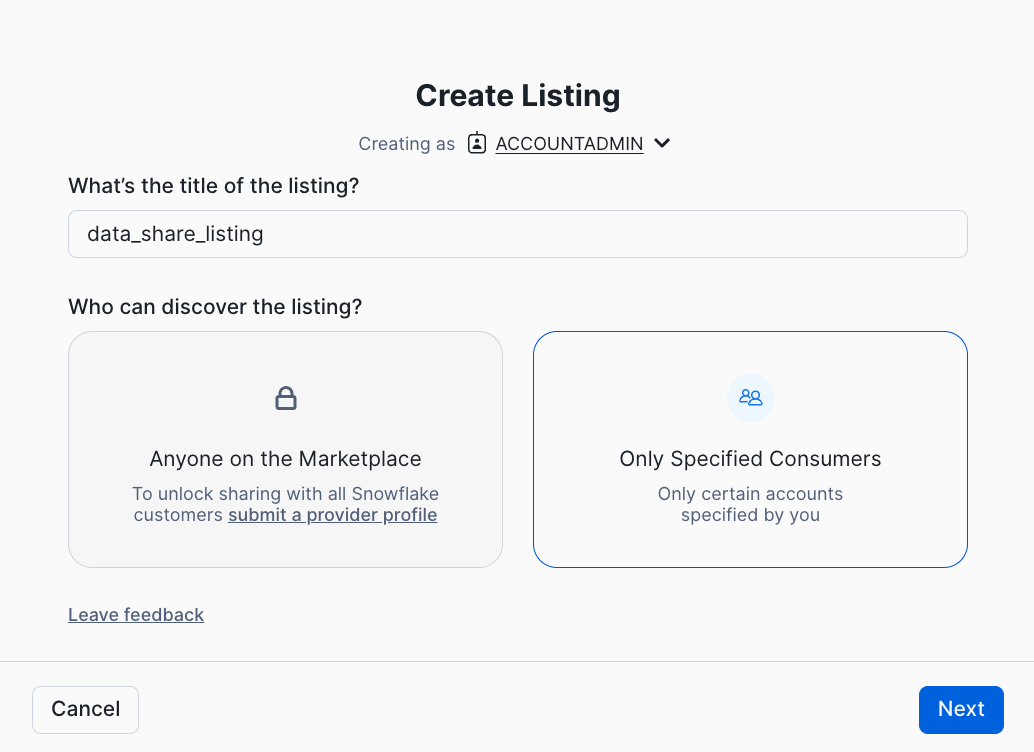 Create Listing
Creating as ACCOUNTADMIN
What’s the title of the listing?
data_share_listing
Who can discover the listing?
Anyone on the Marketplace
To unlock sharing with all Snowflake
customers submit a provider profile
Only Specified Consumers
Only certain accounts
specified by you
Leave feedback
Cancel
Next